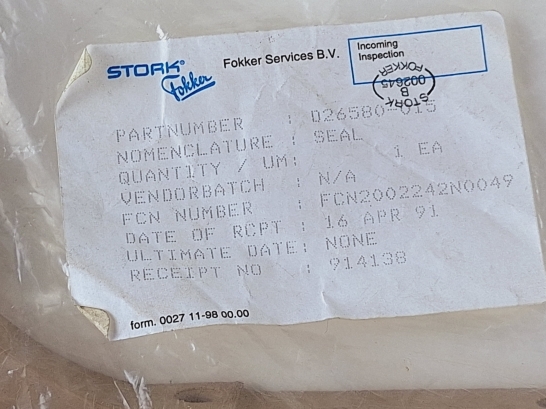 STORK®
Fokker
Fokker Services B.V.
Incoming
Inspection
STORK
B
002645
FOKKER
PARTNUMBER : D26580-015
NOMENCLATURE : SEAL
QUANTITY / UM: 1 EA
VENDORBATCH : N/A
FCN NUMBER : FCN2002242N0049
DATE OF RCPT : 16 APR 91
ULTIMATE DATE: NONE
RECEIPT NO : 914138
form. 0027 11-98 00.00